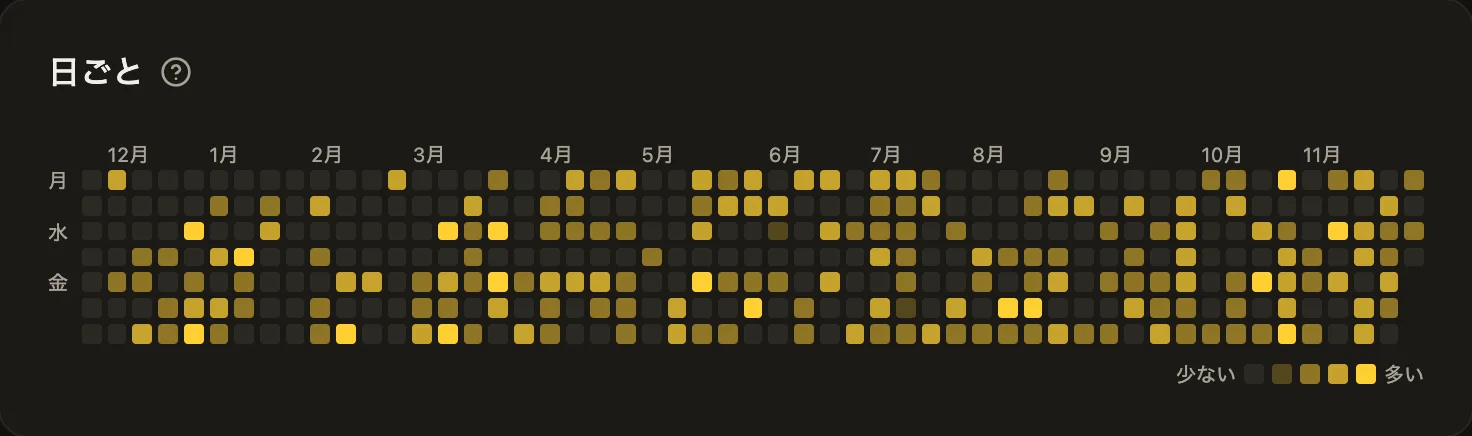 日ごと ?
12月 1月 2月 3月 4月 5月 6月 7月 8月 9月 10月 11月
月
水
金
少ない 多い